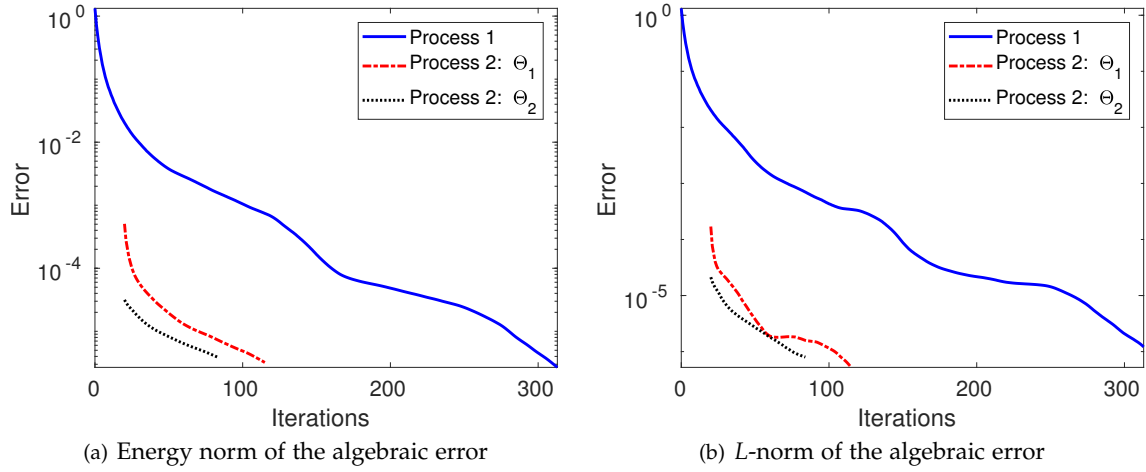 10^0
10^-2
10^-4
Error
0
100
200
300
Iterations
Process 1
Process 2: Θ_1
Process 2: Θ_2
(a) Energy norm of the algebraic error
10^0
10^-5
Error
0
100
200
300
Iterations
Process 1
Process 2: Θ_1
Process 2: Θ_2
(b) L-norm of the algebraic error